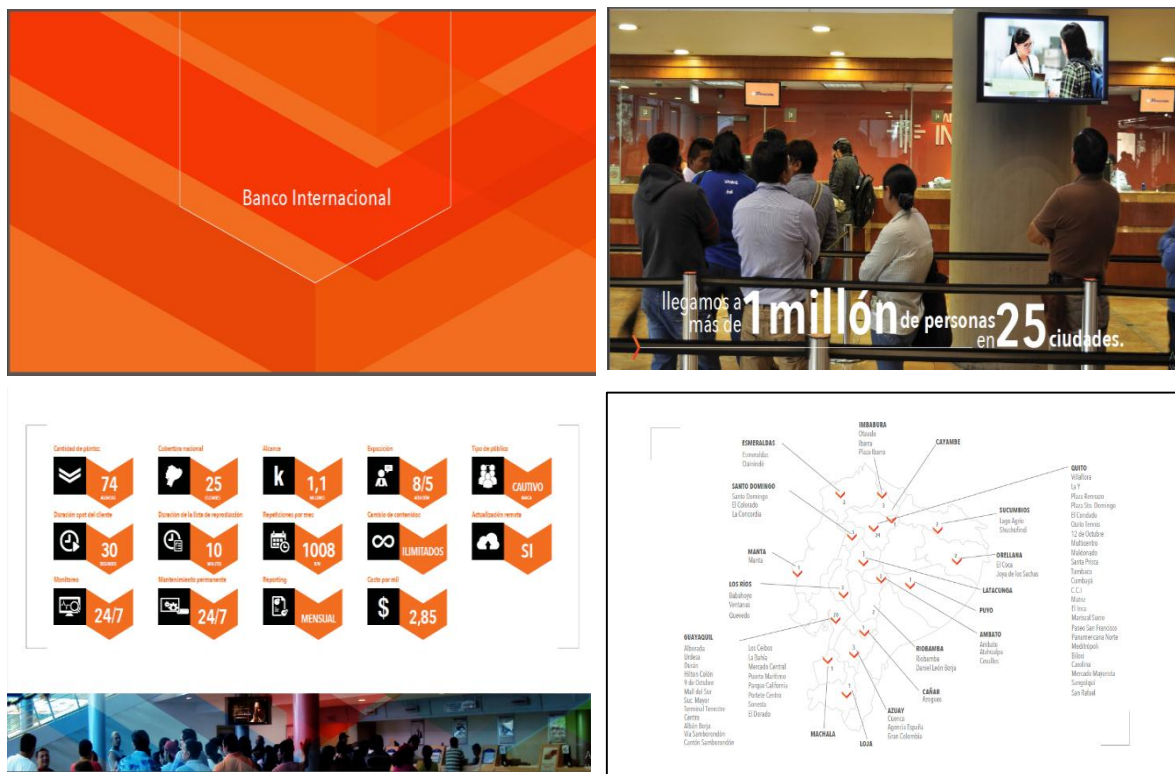 Banco Internacional
llegamos a
más de 1 millón de personas
en 25 ciudades.
Cantidad de plantas
74
AGENCIAS
Cobertura nacional
25
CIUDADES
Alcance
k
1,1
MILLONES
Exposición
8/5
ATENCIÓN
Tipo de público
CAUTIVO
BANCA
Duración spot del cliente
30
SEGUNDOS
Duración de la lista de reproducción
10
MINUTOS
Repeticiones por mes
1008
Cambio de contenidos
ILIMITADOS
Actualización remota
SI
Monitoreo
24/7
Mantenimiento permanente
24/7
Reporting
MENSUAL
Costo por mil
$
2,85
IMBABURA
Otavalo
Ibarra
Plaza Ibarra
CAYAMBE
ESMERALDAS
Esmeraldas
Quinindé
SANTO DOMINGO
Santo Domingo
El Colorado
La Concordia
MANTA
Manta
LOS RÍOS
Babahoyo
Ventanas
Quevedo
GUAYAQUIL
Alborada
Urdesa
Durán
Hilton Colón
9 de Octubre
Mall del Sur
Suc. Mayor
Terminal Terrestre
Centro
Albán Borja
Vía Samborondón
Cantón Samborondón
Los Ceibos
La Bahía
Mercado Central
Puerto Marítimo
Parque California
Portete Centro
Sonesta
El Dorado
MACHALA
LOJA
AZUAY
Cuenca
Agencia España
Gran Colombia
CAÑAR
Azogues
RIOBAMBA
Riobamba
Daniel León Borja
AMBATO
Ambato
Atahualpa
Cevallos
PUYO
LATACUNGA
ORELLANA
El Coca
Joya de los Sachas
SUCUMBIOS
Lago Agrio
Shushufindi
QUITO
Villaflora
La Y
Plaza Remazo
Plaza Sto. Domingo
El Condado
Quito Tennis
12 de Octubre
Multicentro
Maldonado
Santa Prisca
Tumbaco
Cumbayá
C.C.I
Matriz
El Inca
Mariscal Sucre
Paseo San Francisco
Panamericana Norte
Meditrópoli
Biloxi
Carolina
Mercado Mayorista
Sangolquí
San Rafael